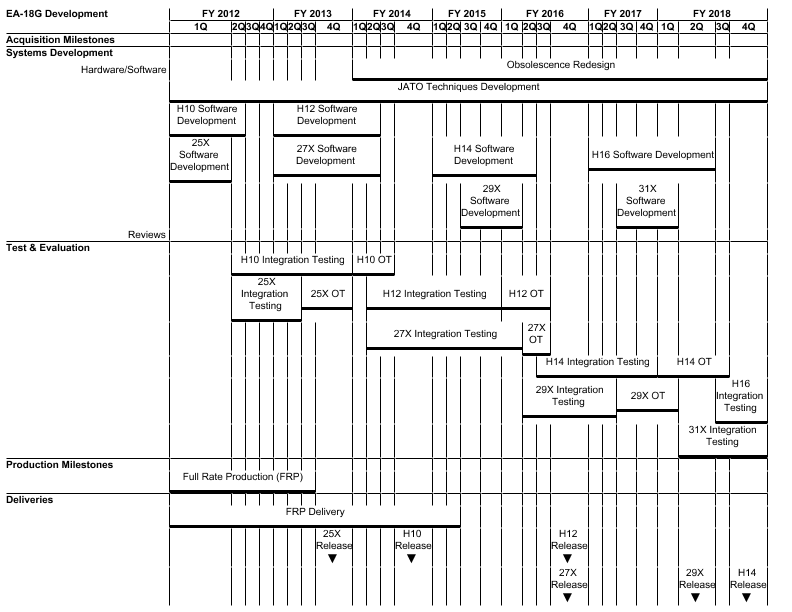 EA-18G Development FY 2012 FY 2013 FY 2014 FY 2015 FY 2016 FY 2017 FY 2018
1Q 2Q 3Q 4Q 1Q 2Q 3Q 4Q 1Q 2Q 3Q 4Q 1Q 2Q 3Q 4Q 1Q 2Q 3Q 4Q 1Q 2Q 3Q 4Q 1Q 2Q 3Q 4Q
Acquisition Milestones
Systems Development
Hardware/Software
Obsolescence Redesign
JATO Techniques Development
H10 Software
Development
H12 Software
Development
25X
Software
Development
27X Software
Development
H14 Software
Development
H16 Software Development
29X
Software
Development
31X
Software
Development
Reviews
Test & Evaluation
H10 Integration Testing
H10 OT
25X
Integration
Testing
25X OT
H12 Integration Testing
H12 OT
27X Integration Testing
27X
OT
H14 Integration Testing
H14 OT
29X Integration
Testing
29X OT
H16
Integration
Testing
31X Integration
Testing
Production Milestones
Full Rate Production (FRP)
Deliveries
FRP Delivery
25X
Release
H10
Release
H12
Release
27X
Release
29X
Release
H14
Release